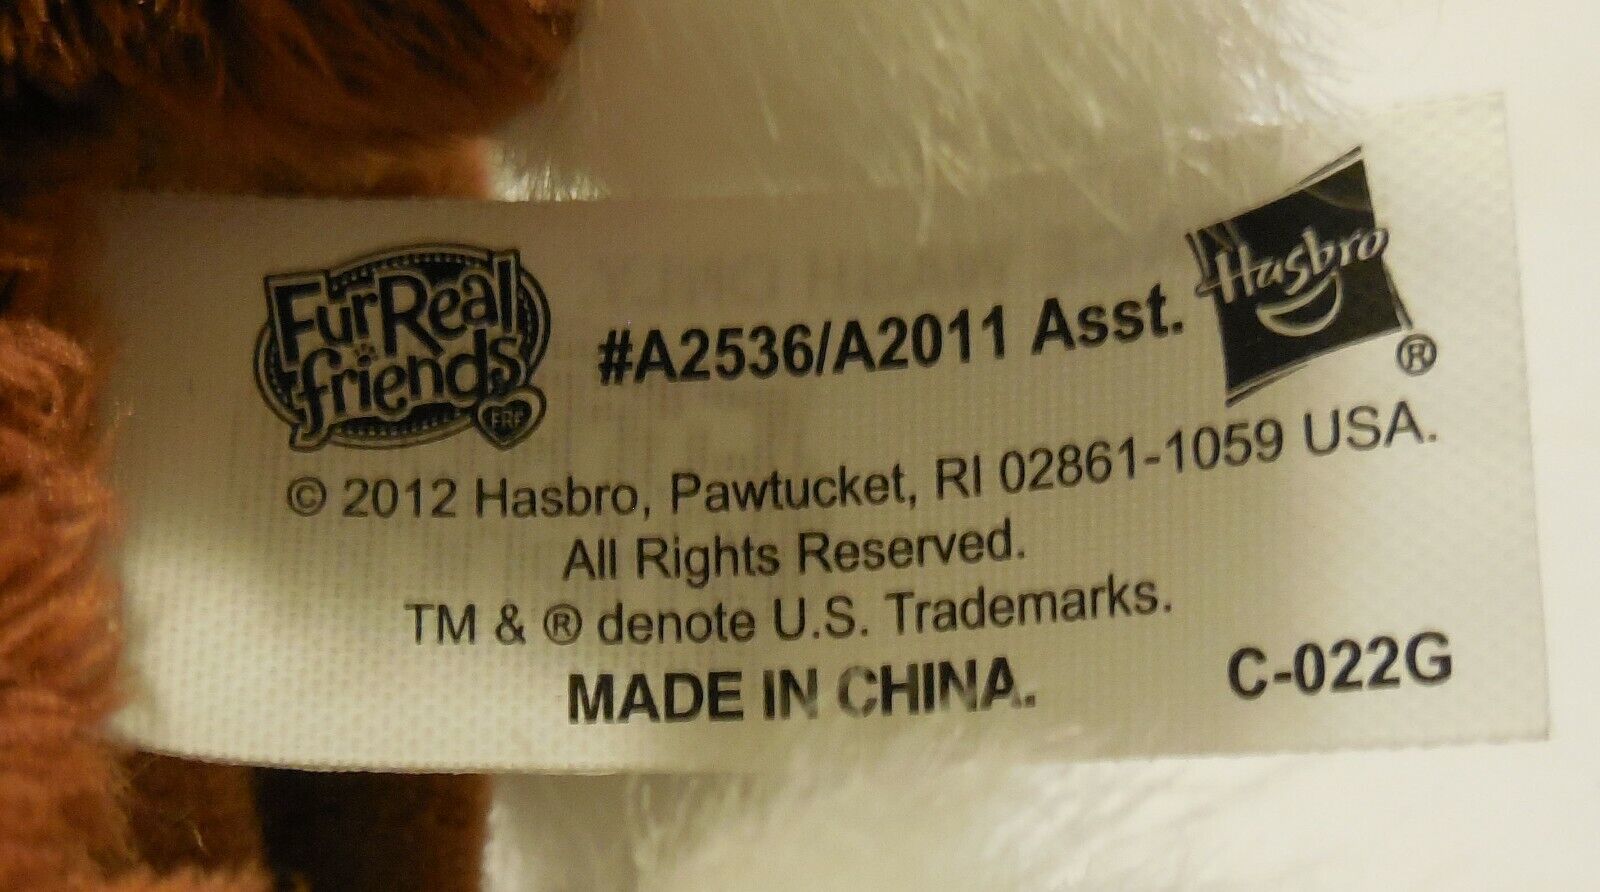 FurReal friends FRF
#A2536/A2011 Asst.
Hasbro ®
© 2012 Hasbro, Pawtucket, RI 02861-1059 USA.
All Rights Reserved.
TM & ® denote U.S. Trademarks.
MADE IN CHINA.
C-022G